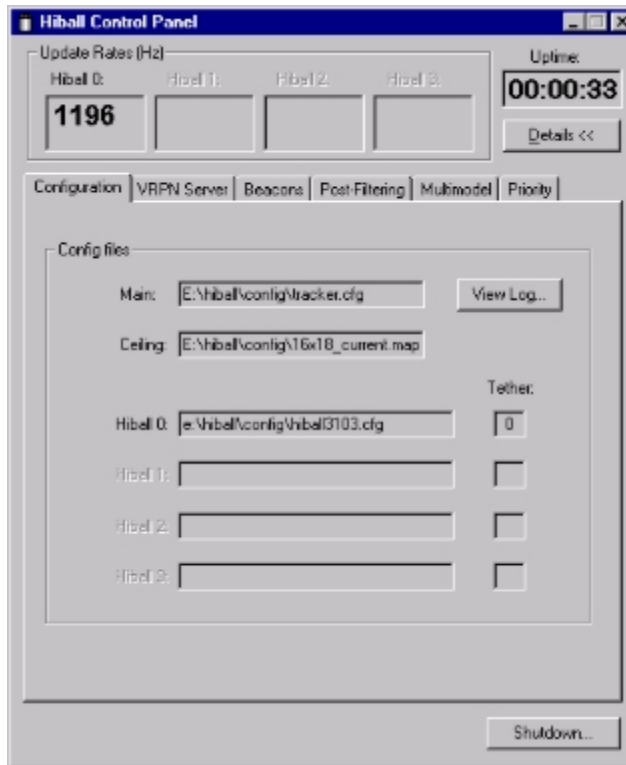 Hiball Control Panel
Update Rates (Hz)
Uptime:
Hiball 0: Hiball 1: Hiball 2: Hiball 3:
1196
00:00:33
Details <<
Configuration VRPN Server Beacons Post-Filtering Multimodel Priority
Config files
Main: E:\hiball\config\tracker.cfg View Log...
Ceiling: E:\hiball\config\16x18_current.map
Tether:
Hiball 0: e:\hiball\config\hiball3103.cfg 0
Hiball 1:
Hiball 2:
Hiball 3:
Shutdown...